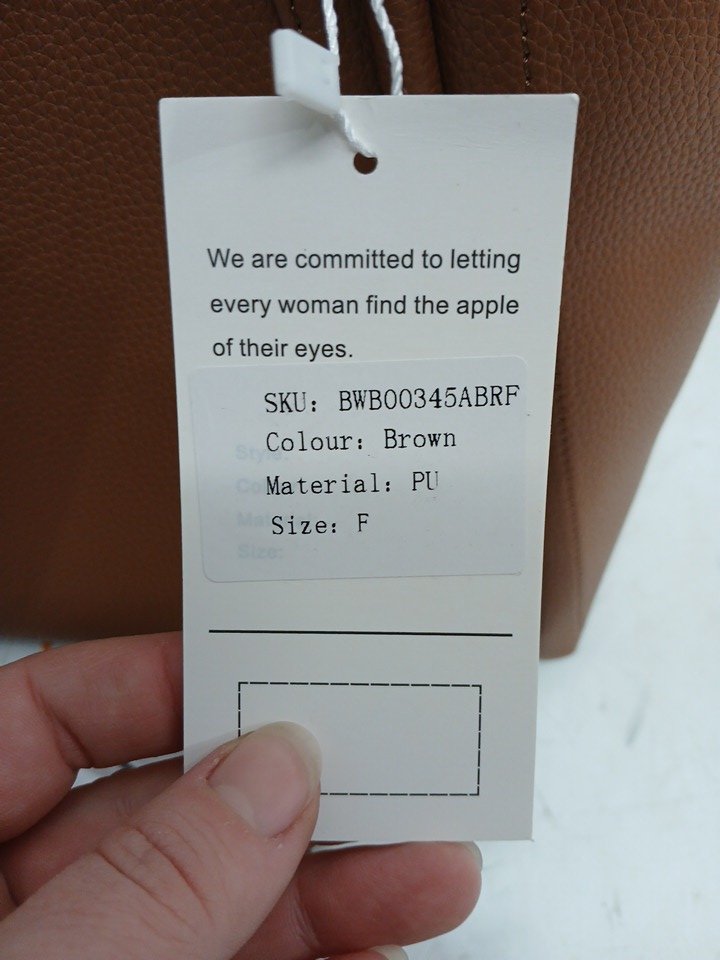 We are committed to letting
every woman find the apple
of their eyes.
SKU: BWB00345ABRF
Colour: Brown
Material: PU
Size: F
Size: